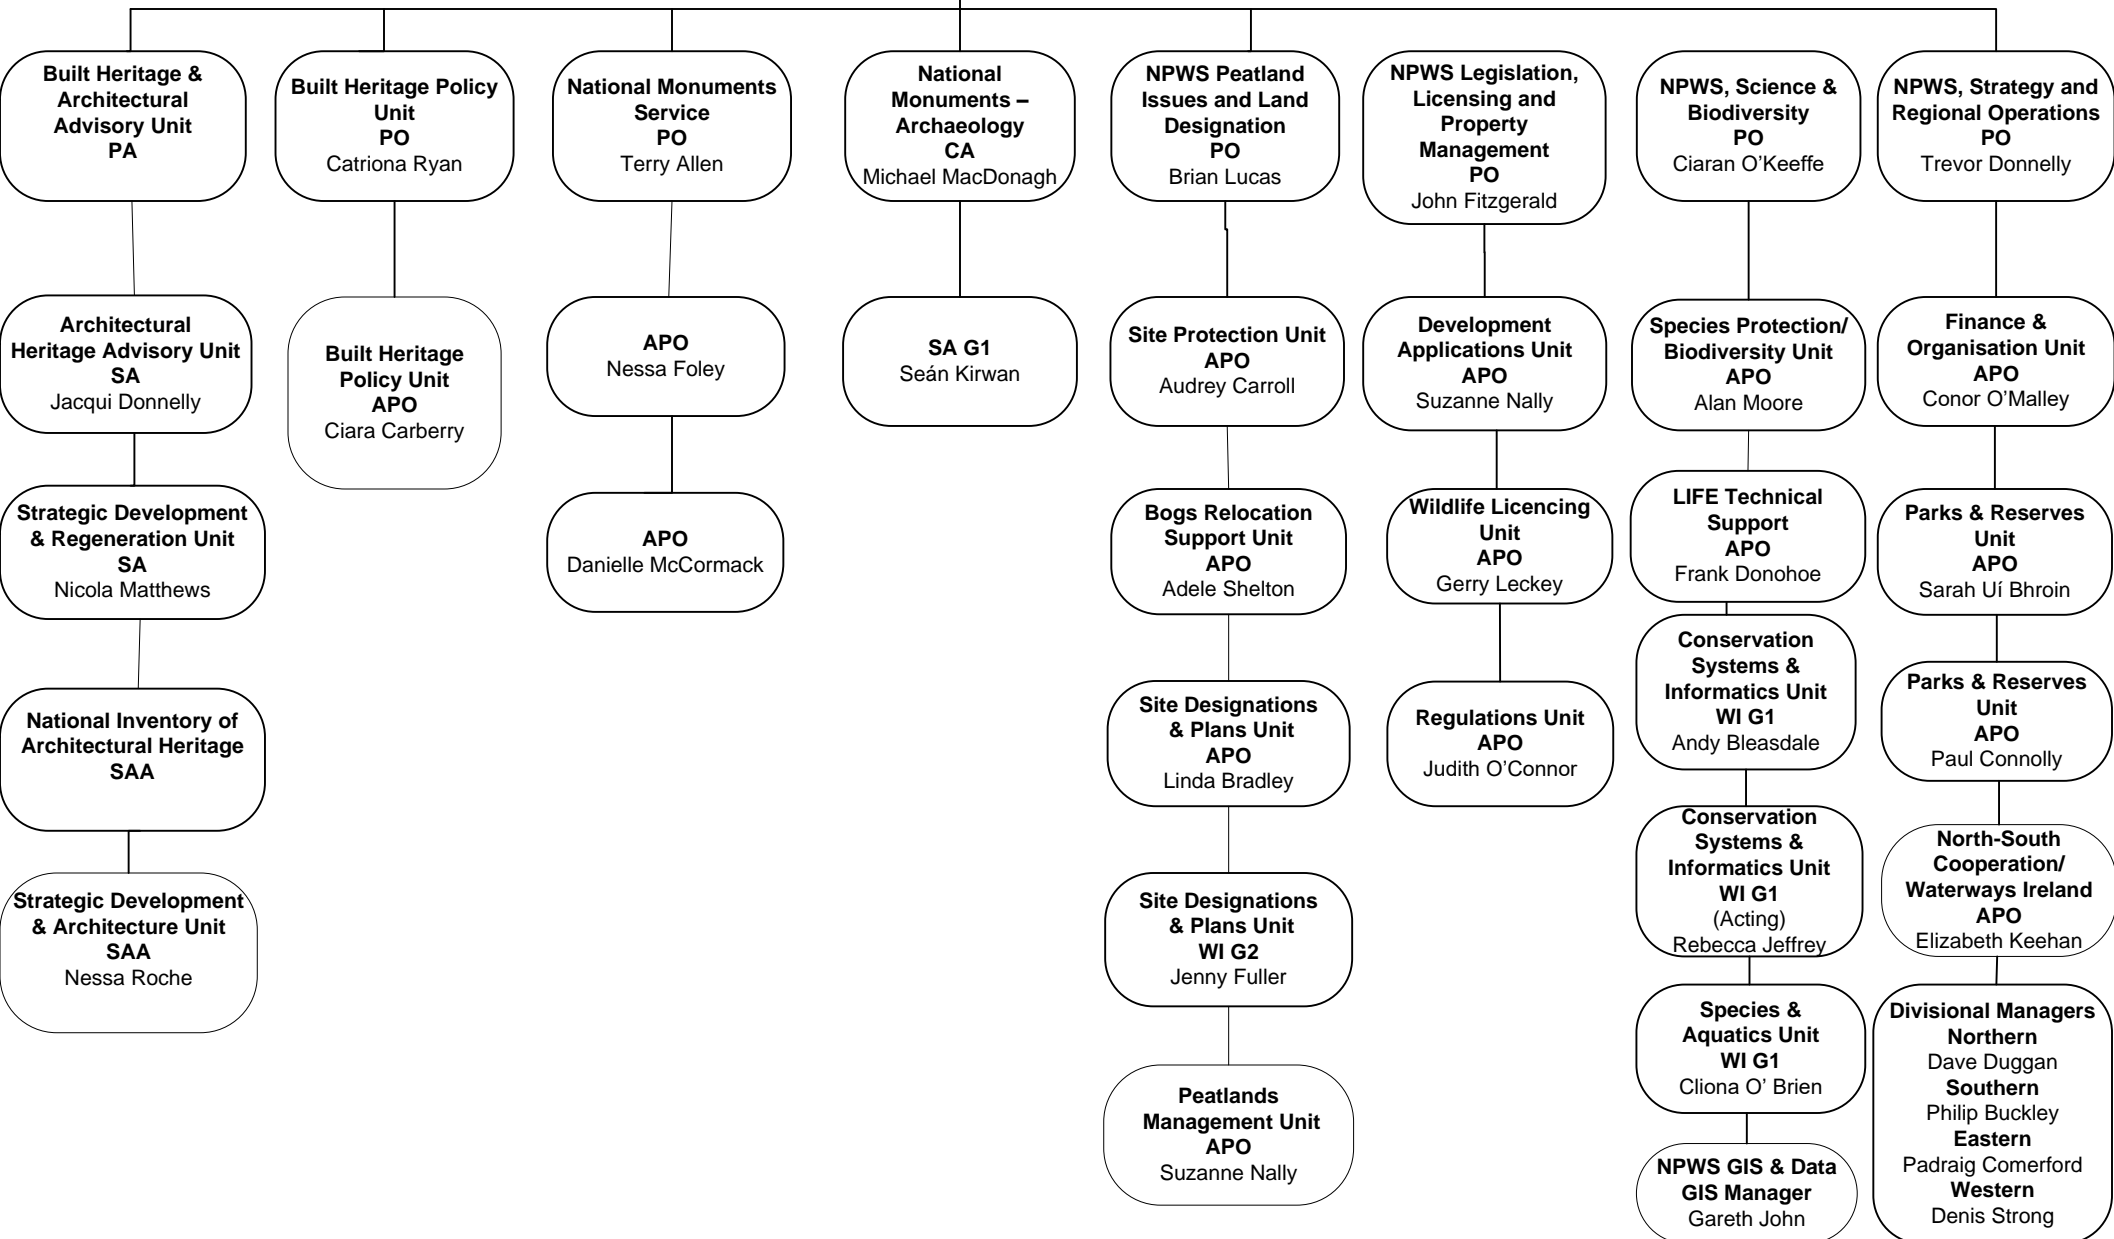 Built Heritage &
Architectural
Advisory Unit
PA
Built Heritage Policy
Unit
PO
Catriona Ryan
National Monuments
Service
PO
Terry Allen
National
Monuments –
Archaeology
CA
Michael MacDonagh
NPWS Peatland
Issues and Land
Designation
PO
Brian Lucas
NPWS Legislation,
Licensing and
Property
Management
PO
John Fitzgerald
NPWS, Science &
Biodiversity
PO
Ciaran O’Keeffe
NPWS, Strategy and
Regional Operations
PO
Trevor Donnelly
Architectural
Heritage Advisory Unit
SA
Jacqui Donnelly
Strategic Development
& Regeneration Unit
SA
Nicola Matthews
National Inventory of
Architectural Heritage
SAA
Strategic Development
& Architecture Unit
SAA
Nessa Roche
Built Heritage
Policy Unit
APO
Ciara Carberry
APO
Nessa Foley
APO
Danielle McCormack
SA G1
Seán Kirwan
Site Protection Unit
APO
Audrey Carroll
Bogs Relocation
Support Unit
APO
Adele Shelton
Site Designations
& Plans Unit
APO
Linda Bradley
Site Designations
& Plans Unit
WI G2
Jenny Fuller
Peatlands
Management Unit
APO
Suzanne Nally
Development
Applications Unit
APO
Suzanne Nally
Wildlife Licencing
Unit
APO
Gerry Leckey
Regulations Unit
APO
Judith O’Connor
Species Protection/
Biodiversity Unit
APO
Alan Moore
LIFE Technical
Support
APO
Frank Donohoe
Conservation
Systems &
Informatics Unit
WI G1
Andy Bleasdale
Conservation
Systems &
Informatics Unit
WI G1
(Acting)
Rebecca Jeffrey
Species &
Aquatics Unit
WI G1
Cliona O’ Brien
NPWS GIS & Data
GIS Manager
Gareth John
Finance &
Organisation Unit
APO
Conor O’Malley
Parks & Reserves
Unit
APO
Sarah Uí Bhroin
Parks & Reserves
Unit
APO
Paul Connolly
North-South
Cooperation/
Waterways Ireland
APO
Elizabeth Keehan
Divisional Managers
Northern
Dave Duggan
Southern
Philip Buckley
Eastern
Padraig Comerford
Western
Denis Strong